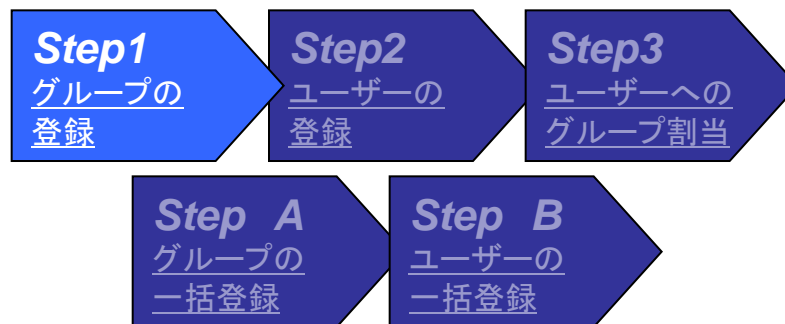 Step1
グループの
登録
Step2
ユーザーの
登録
Step3
ユーザーへの
グループ割当
Step A
グループの
一括登録
Step B
ユーザーの
一括登録